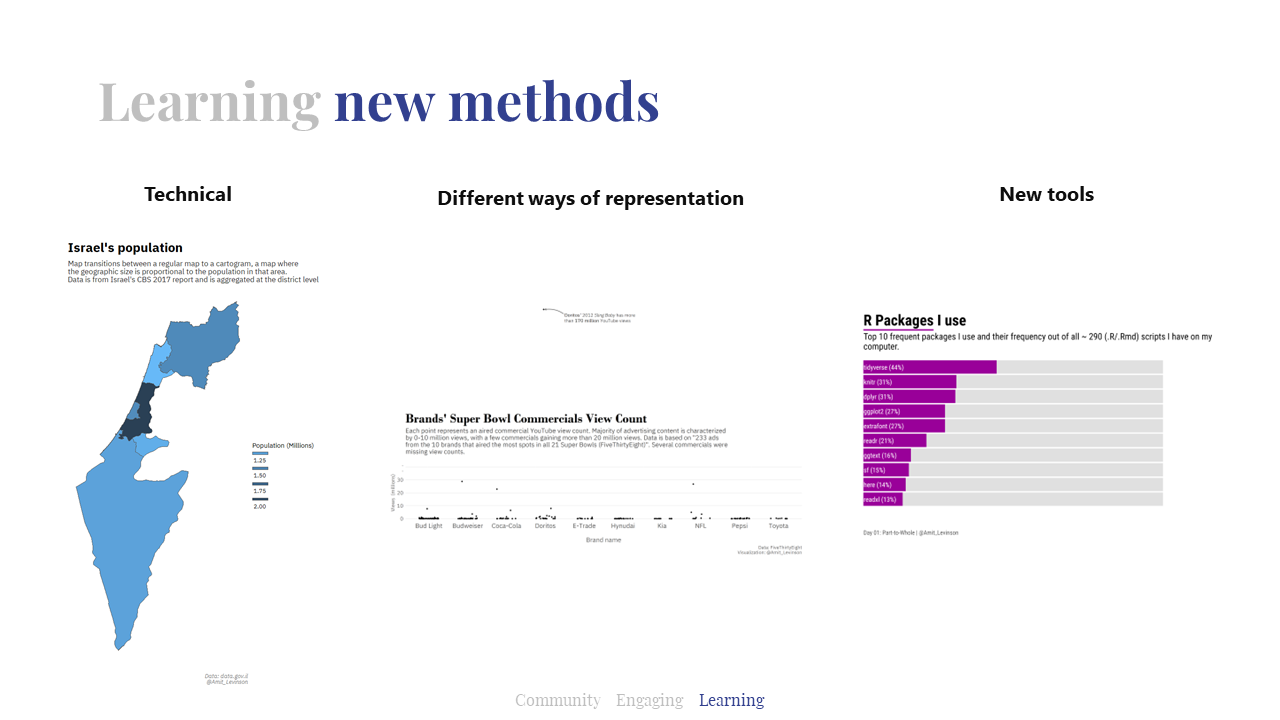 Learning new methods
Technical
Different ways of representation
New tools
Israel's population
Map transitions between a regular map to a cartogram, a map where
the geographic size is proportional to the population in that area.
Data is from Israel's CBS 2017 report and is aggregated at the district level
Population (Millions)
1.25
1.50
1.75
2.00
Data: data.gov.il
@Amit_Levinson
Doritos' 2012 Sling Baby has more
than 170 million YouTube views
Brands' Super Bowl Commercials View Count
Each point represents an aired commercial YouTube view count. Majority of advertising content is characterized
by 0-10 million views, with a few commercials gaining more than 20 million views. Data is based on "233 ads
from the 10 brands that aired the most spots in all 21 Super Bowls (FiveThirtyEight)". Several commercials were
missing view counts.
Views (millions)
30
20
10
0
Bud Light Budweiser Coca-Cola Doritos E-Trade Hynudai Kia NFL Pepsi Toyota
Brand name
Data: FiveThirtyEight
Visualization: @Amit_Levinson
R Packages I use
Top 10 frequent packages I use and their frequency out of all ~ 290 (.R/.Rmd) scripts I have on my
computer.
tidyverse (44%)
knitr (31%)
dplyr (31%)
ggplot2 (27%)
extrafont (27%)
readr (21%)
ggtext (16%)
sf (15%)
here (14%)
readxl (13%)
Day 01: Part-to-Whole | @Amit_Levinson
Community Engaging Learning